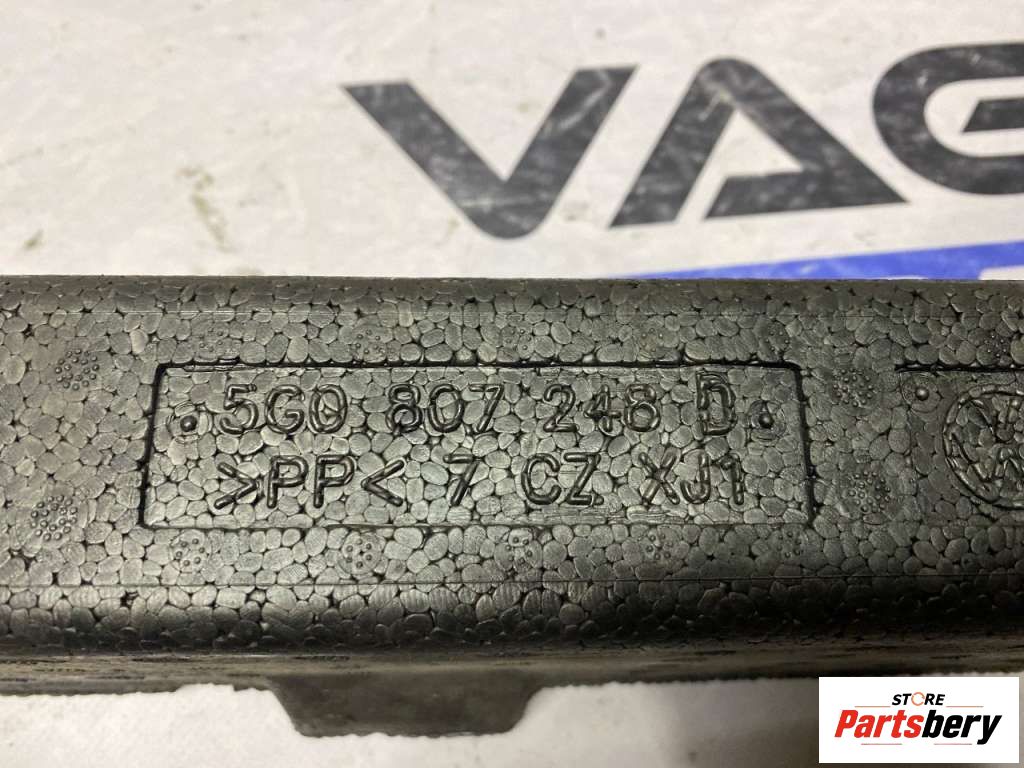 VAG
5G0 807 248 D
>PP< 7 CZ XJ1
STORE
Partsbery